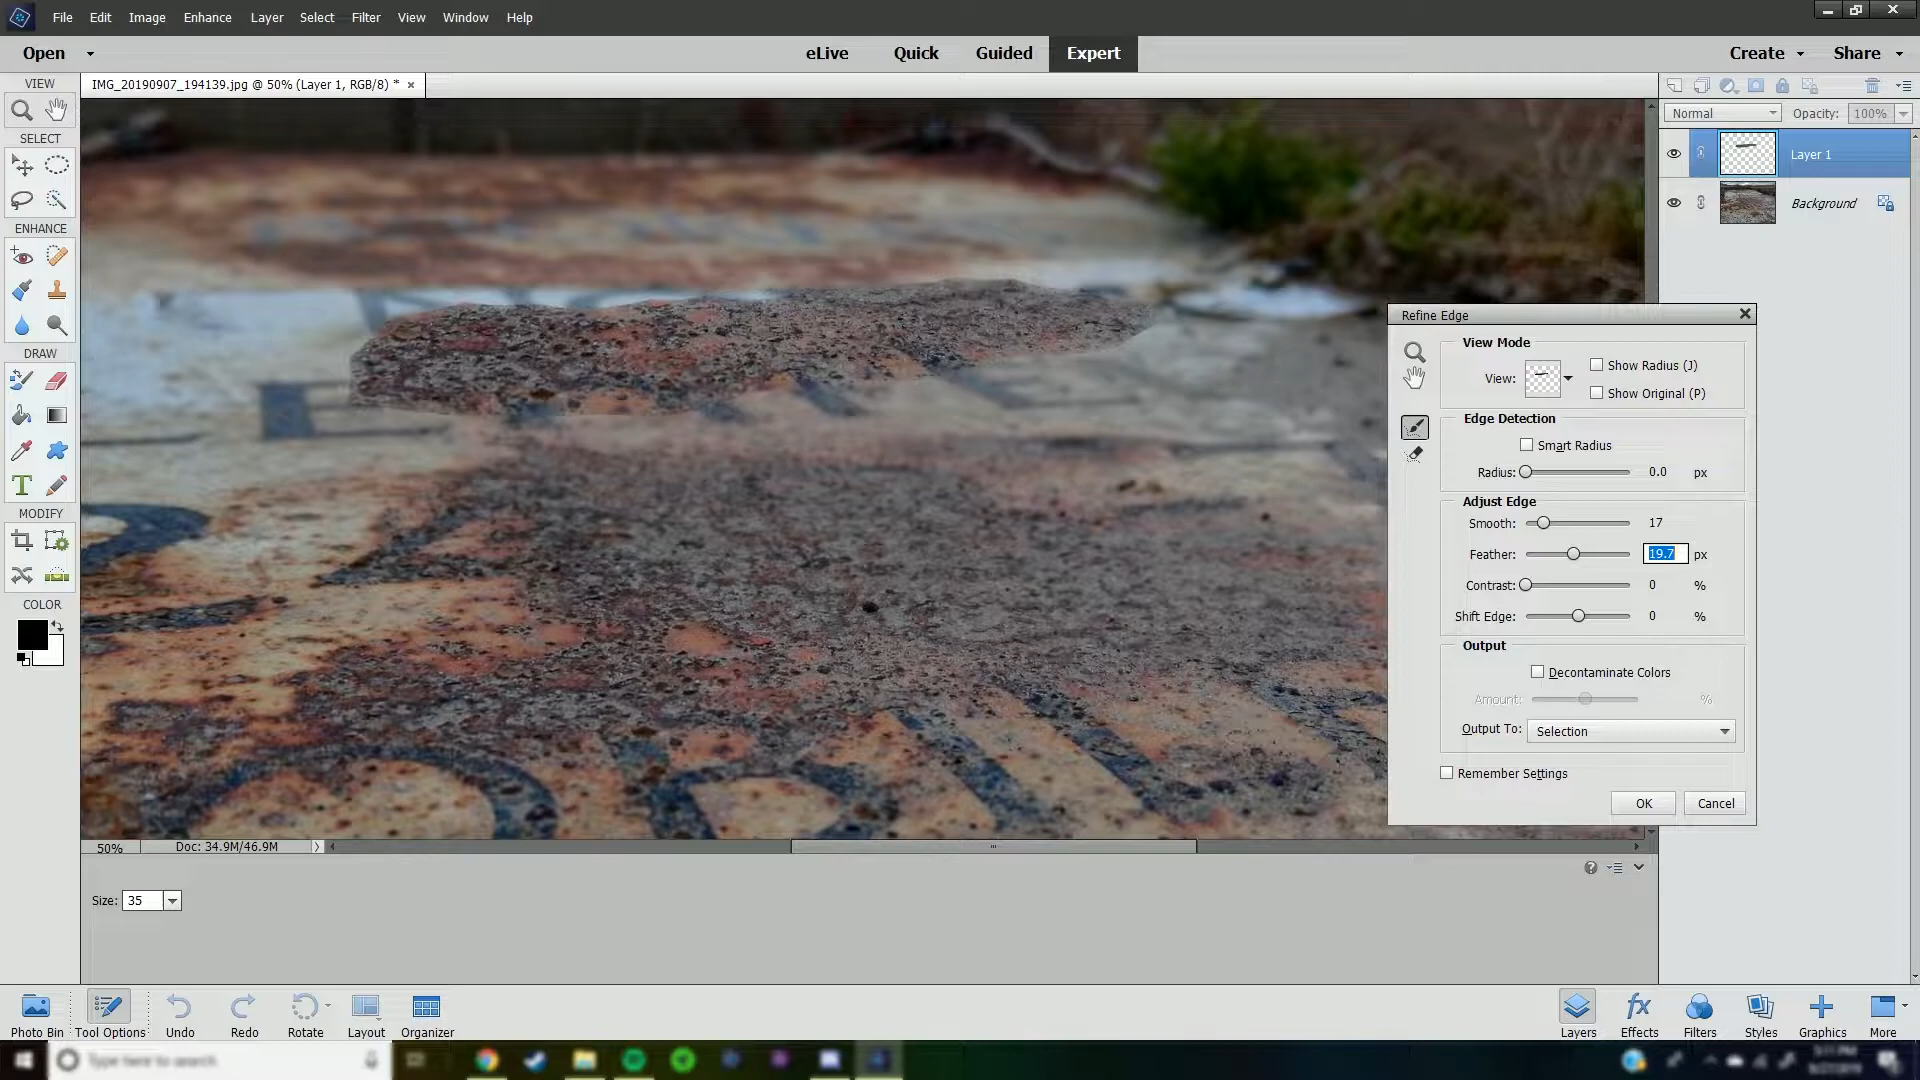 File Edit Image Enhance Layer Select Filter View Window Help
Open eLive Quick Guided Expert Create Share
VIEW
IMG_20190907_194139.jpg @ 50% (Layer 1, RGB/8) *
Normal Opacity: 100%
SELECT
Layer 1
Background
ENHANCE
DRAW
MODIFY
COLOR
Refine Edge
View Mode
View:
Show Radius (J)
Show Original (P)
Edge Detection
Smart Radius
Radius: 0.0 px
Adjust Edge
Smooth: 17
Feather: 19.7 px
Contrast: 0 %
Shift Edge: 0 %
Output
Decontaminate Colors
Amount: %
Output To: Selection
Remember Settings
OK Cancel
50% Doc: 34.9M/46.9M
Size: 35
Photo Bin Tool Options Undo Redo Rotate Layout Organizer Layers Effects Filters Styles Graphics More
Type here to search